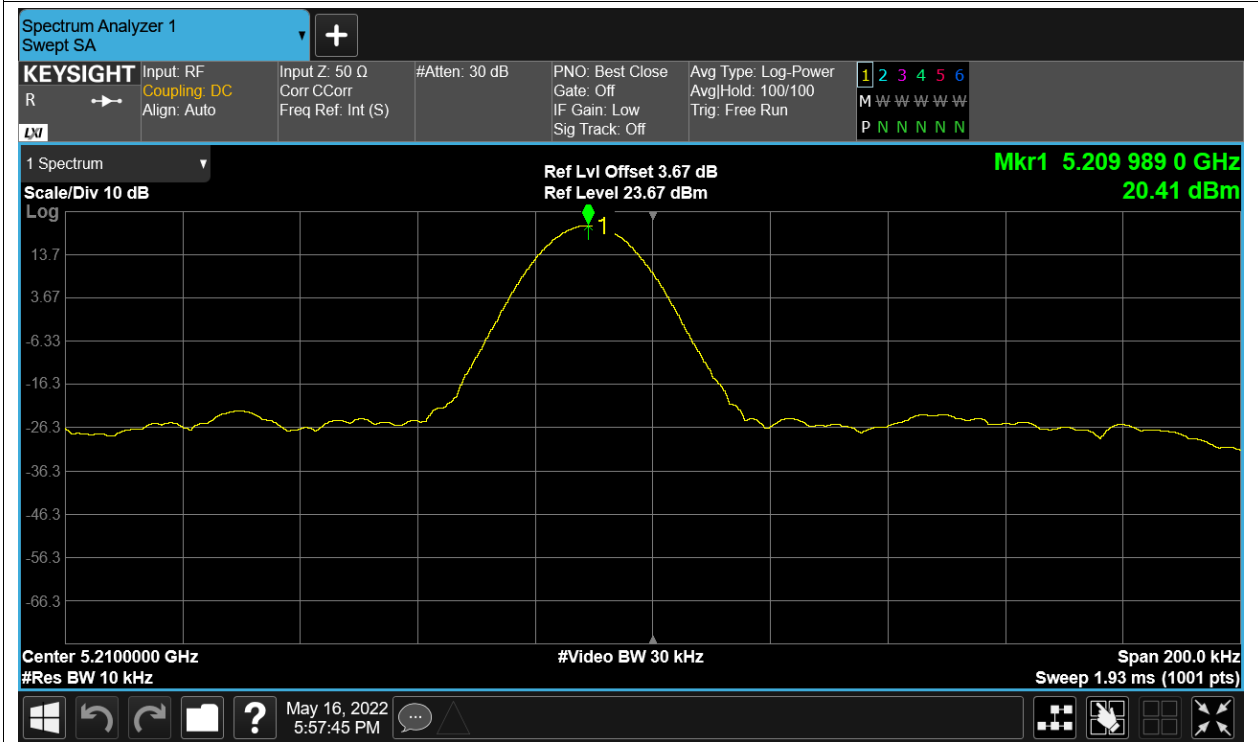 Spectrum Analyzer 1
Swept SA
KEYSIGHT
R
LXI
Input: RF
Coupling: DC
Align: Auto
Input Z: 50 Ω
Corr CCorr
Freq Ref: Int (S)
#Atten: 30 dB
PNO: Best Close
Gate: Off
IF Gain: Low
Sig Track: Off
Avg Type: Log-Power
Avg|Hold: 100/100
Trig: Free Run
1 2 3 4 5 6
M W W W W W
P N N N N N
1 Spectrum
Scale/Div 10 dB
Log
Ref Lvl Offset 3.67 dB
Ref Level 23.67 dBm
Mkr1 5.209 989 0 GHz
20.41 dBm
1
13.7
3.67
-6.33
-16.3
-26.3
-36.3
-46.3
-56.3
-66.3
Center 5.2100000 GHz
#Res BW 10 kHz
#Video BW 30 kHz
Span 200.0 kHz
Sweep 1.93 ms (1001 pts)
?
May 16, 2022
5:57:45 PM